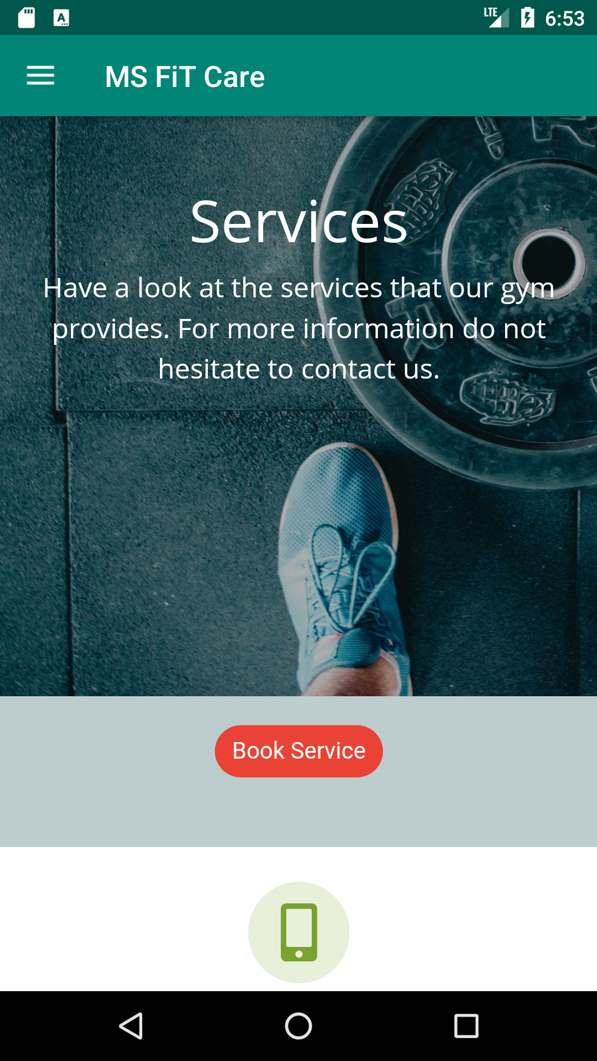 LTE
6:53
MS FiT Care
Services
Have a look at the services that our gym
provides. For more information do not
hesitate to contact us.
Book Service